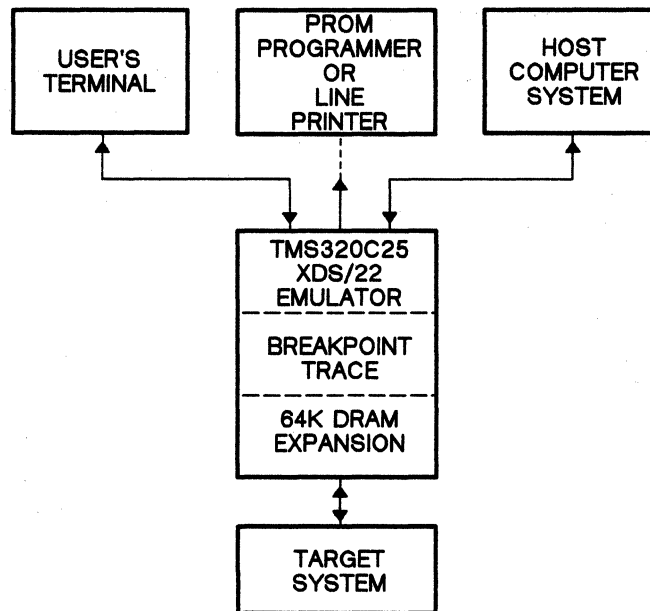 USER'S
TERMINAL
PROM
PROGRAMMER
OR
LINE
PRINTER
HOST
COMPUTER
SYSTEM
TMS320C25
XDS/22
EMULATOR
BREAKPOINT
TRACE
64K DRAM
EXPANSION
TARGET
SYSTEM